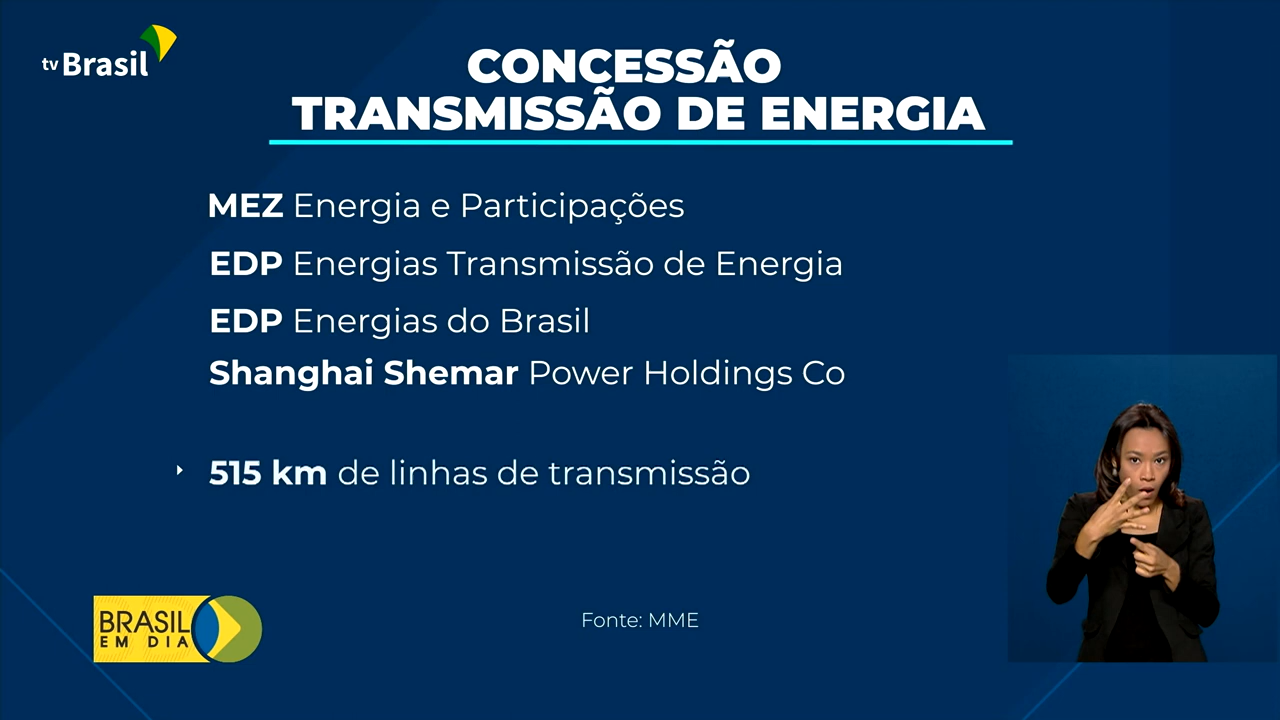 tv Brasil
CONCESSÃO
TRANSMISSÃO DE ENERGIA
MEZ Energia e Participações
EDP Energias Transmissão de Energia
EDP Energias do Brasil
Shanghai Shemar Power Holdings Co
515 km de linhas de transmissão
BRASIL
EM DIA
Fonte: MME